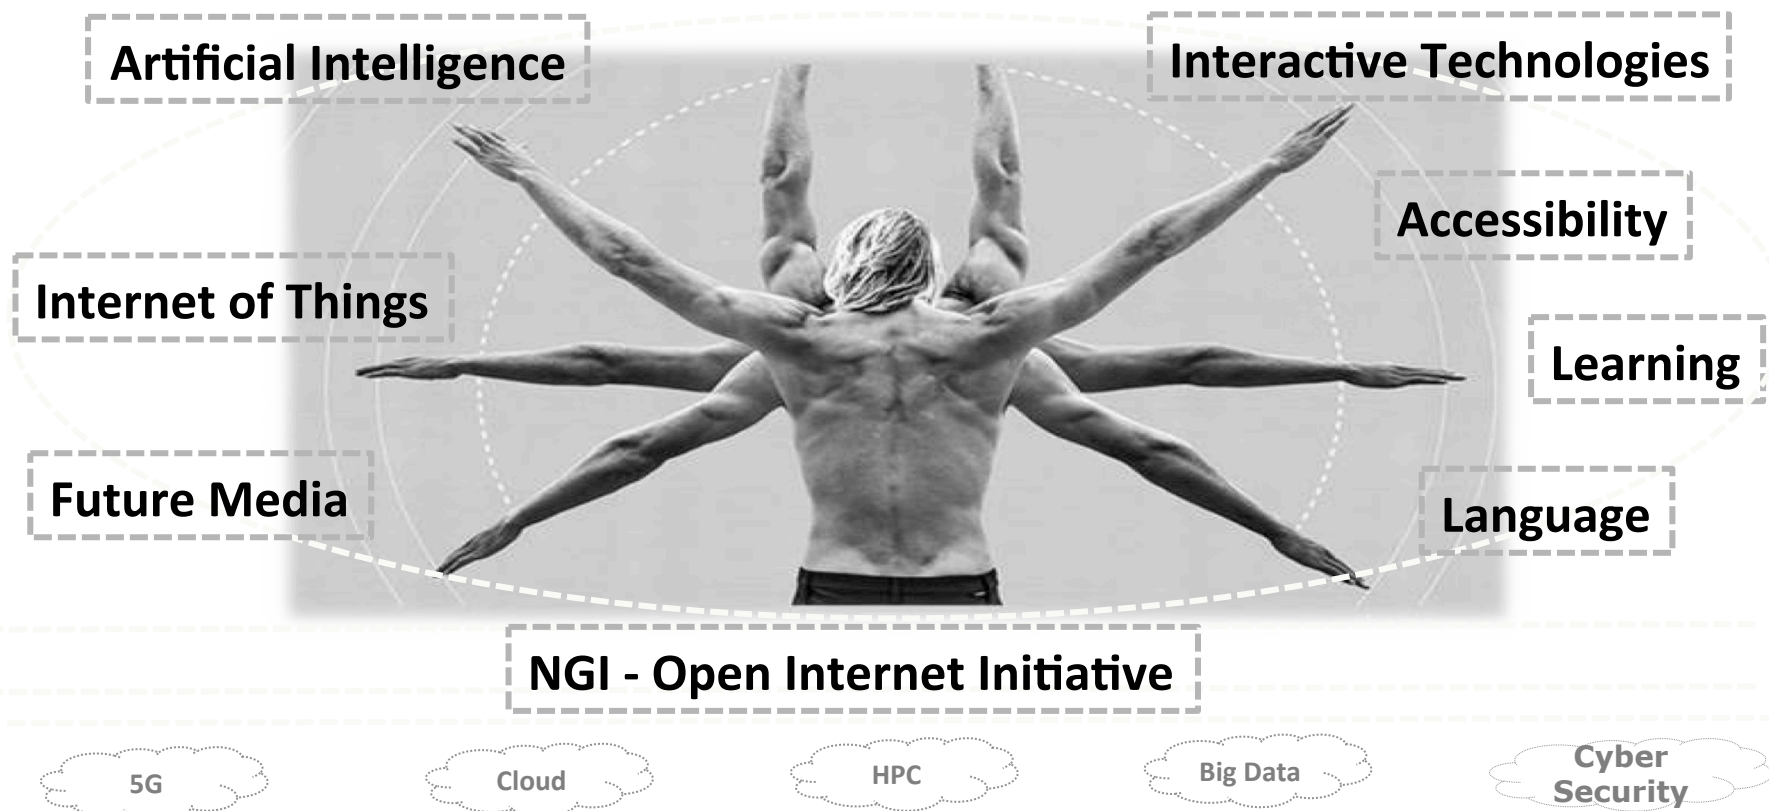 Artificial Intelligence
Interactive Technologies
Accessibility
Internet of Things
Learning
Future Media
Language
NGI - Open Internet Initiative
5G
Cloud
HPC
Big Data
Cyber
Security